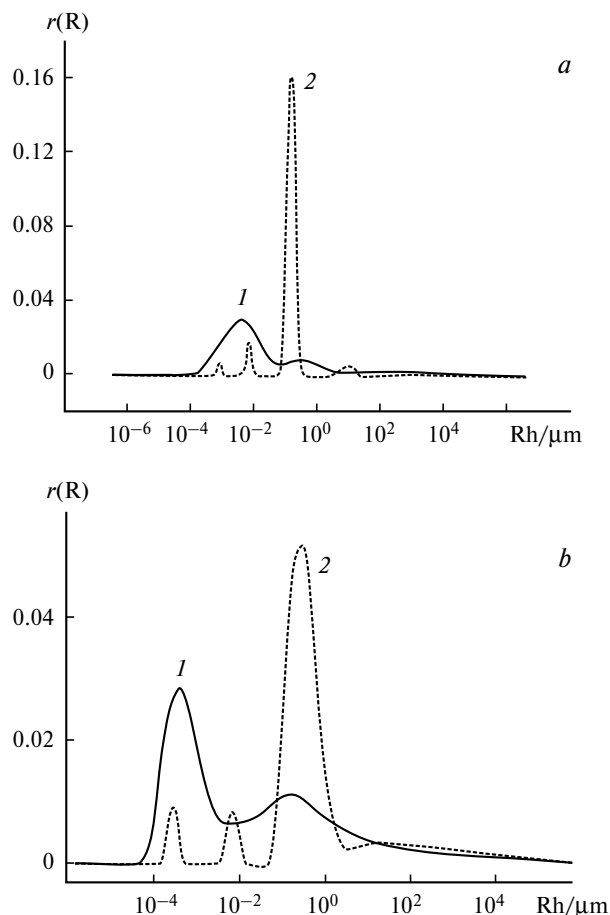 r(R)
a
0.16
2
0.12
0.08
0.04
1
0
10⁻⁶ 10⁻⁴ 10⁻² 10⁰ 10² 10⁴ Rh/μm
r(R)
b
2
0.04
1
0.02
0
10⁻⁴ 10⁻² 10⁰ 10² 10⁴ Rh/μm